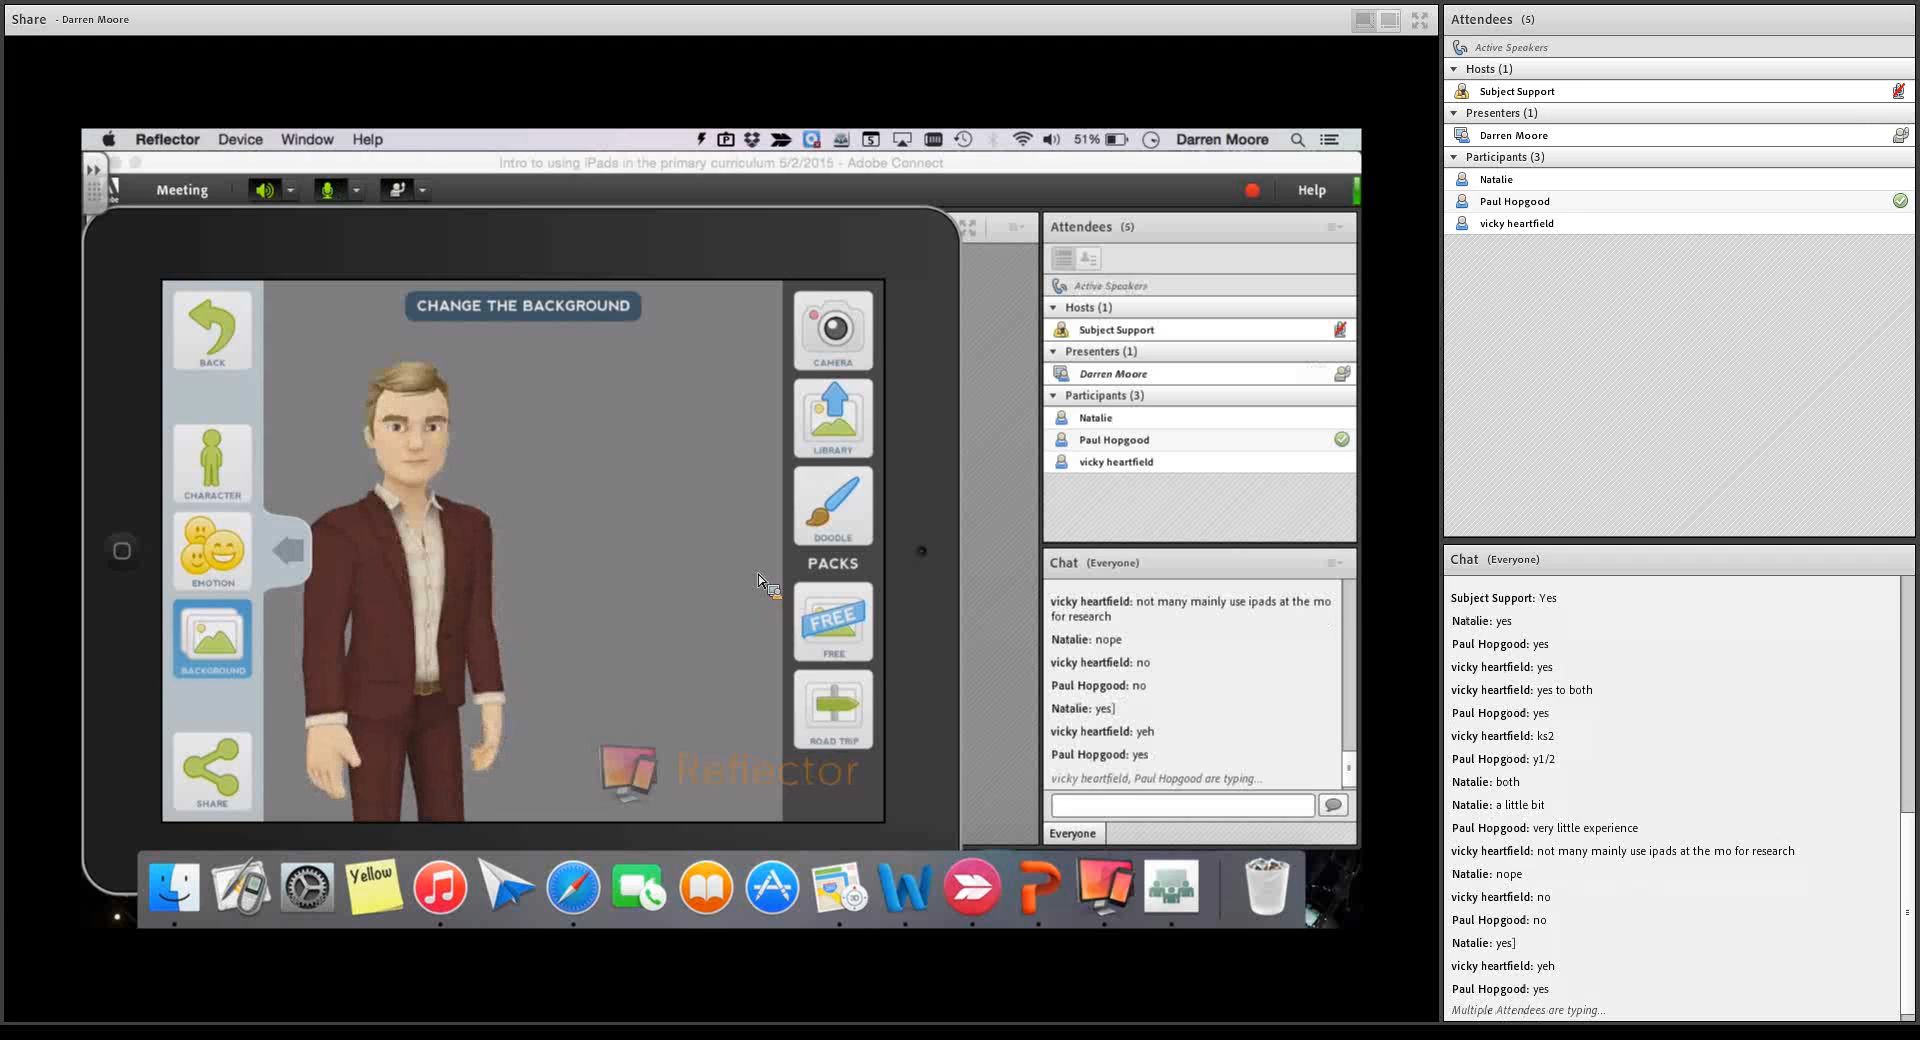 Share - Darren Moore
Reflector Device Window Help
51% Darren Moore
Intro to using iPads in the primary curriculum 5/2/2015 - Adobe Connect
Meeting
Help
CHANGE THE BACKGROUND
BACK
CHARACTER
EMOTION
BACKGROUND
SHARE
CAMERA
LIBRARY
DOODLE
PACKS
FREE
FREE
ROAD TRIP
Reflector
Attendees (5)
Active Speakers
Hosts (1)
Subject Support
Presenters (1)
Darren Moore
Participants (3)
Natalie
Paul Hopgood
vicky heartfield
Chat (Everyone)
vicky heartfield: not many mainly use ipads at the mo
for research
Natalie: nope
vicky heartfield: no
Paul Hopgood: no
Natalie: yes]
vicky heartfield: yeh
Paul Hopgood: yes
vicky heartfield, Paul Hopgood are typing...
Everyone
Yellow
Attendees (5)
Active Speakers
Hosts (1)
Subject Support
Presenters (1)
Darren Moore
Participants (3)
Natalie
Paul Hopgood
vicky heartfield
Chat (Everyone)
Subject Support: Yes
Natalie: yes
Paul Hopgood: yes
vicky heartfield: yes
vicky heartfield: yes to both
Paul Hopgood: yes
vicky heartfield: ks2
Paul Hopgood: y1/2
Natalie: both
Natalie: a little bit
Paul Hopgood: very little experience
vicky heartfield: not many mainly use ipads at the mo for research
Natalie: nope
vicky heartfield: no
Paul Hopgood: no
Natalie: yes]
vicky heartfield: yeh
Paul Hopgood: yes
Multiple Attendees are typing...